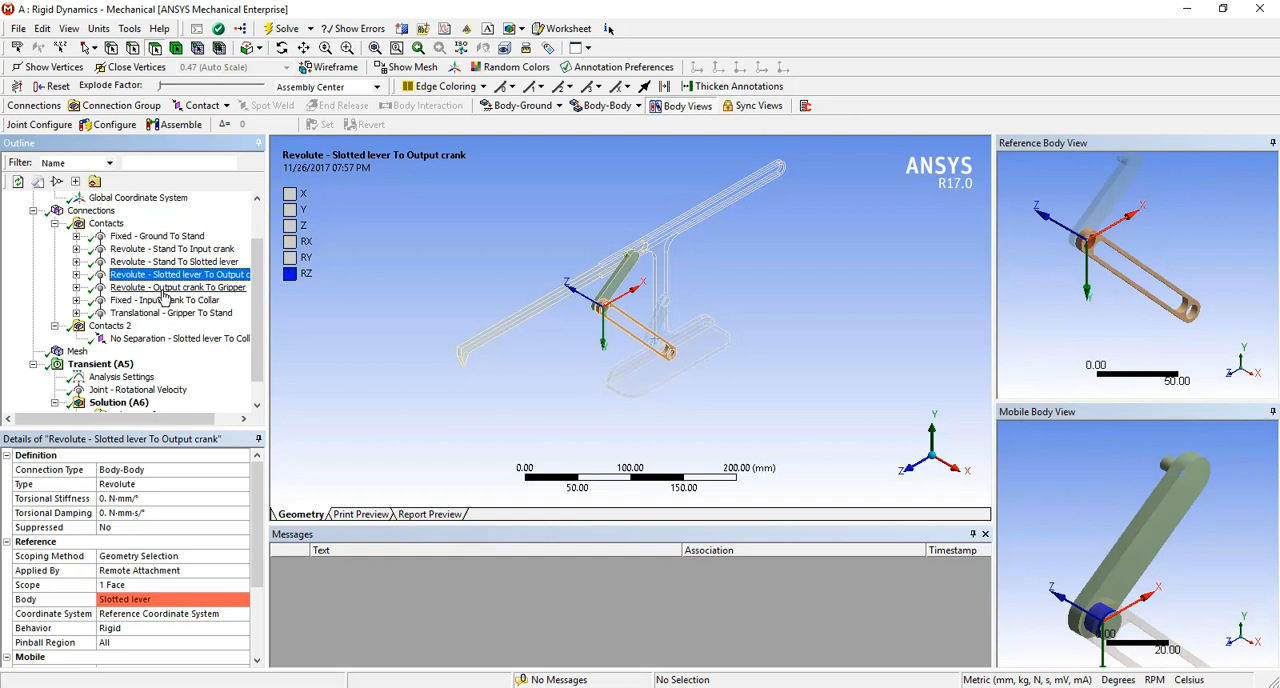 A : Rigid Dynamics - Mechanical [ANSYS Mechanical Enterprise]
File Edit View Units Tools Help Solve ?/ Show Errors Worksheet
Show Vertices Close Vertices 0.47 (Auto Scale) Wireframe Show Mesh Random Colors Annotation Preferences
Reset Explode Factor: Assembly Center Edge Coloring Thicken Annotations
Connections Connection Group Contact Spot Weld End Release Body Interaction Body-Ground Body-Body Body Views Sync Views
Joint Configure Configure Assemble Δ= 0 Set Revert
Outline
Filter: Name
Global Coordinate System
Connections
Contacts
Fixed - Ground To Stand
Revolute - Stand To Input crank
Revolute - Stand To Slotted lever
Revolute - Slotted lever To Output c
Revolute - Output crank To Gripper
Fixed - Input crank To Collar
Translational - Gripper To Stand
Contacts 2
No Separation - Slotted lever To Coll
Mesh
Transient (A5)
Analysis Settings
Joint - Rotational Velocity
Solution (A6)
Details of "Revolute - Slotted lever To Output crank"
Definition
Connection Type Body-Body
Type Revolute
Torsional Stiffness 0. N·mm/°
Torsional Damping 0. N·mm·s/°
Suppressed No
Reference
Scoping Method Geometry Selection
Applied By Remote Attachment
Scope 1 Face
Body Slotted lever
Coordinate System Reference Coordinate System
Behavior Rigid
Pinball Region All
Mobile
Revolute - Slotted lever To Output crank
11/26/2017 07:57 PM
X
Y
Z
RX
RY
RZ
ANSYS
R17.0
Z X
Y
Z X
0.00 100.00 200.00 (mm)
50.00 150.00
Geometry Print Preview Report Preview
Messages
Text Association Timestamp
Reference Body View
Z X
Y
0.00
50.00
Y
Z X
Mobile Body View
Z X
0.00
20.00
Y
Z X
No Messages No Selection Metric (mm, kg, N, s, mV, mA) Degrees RPM Celsius